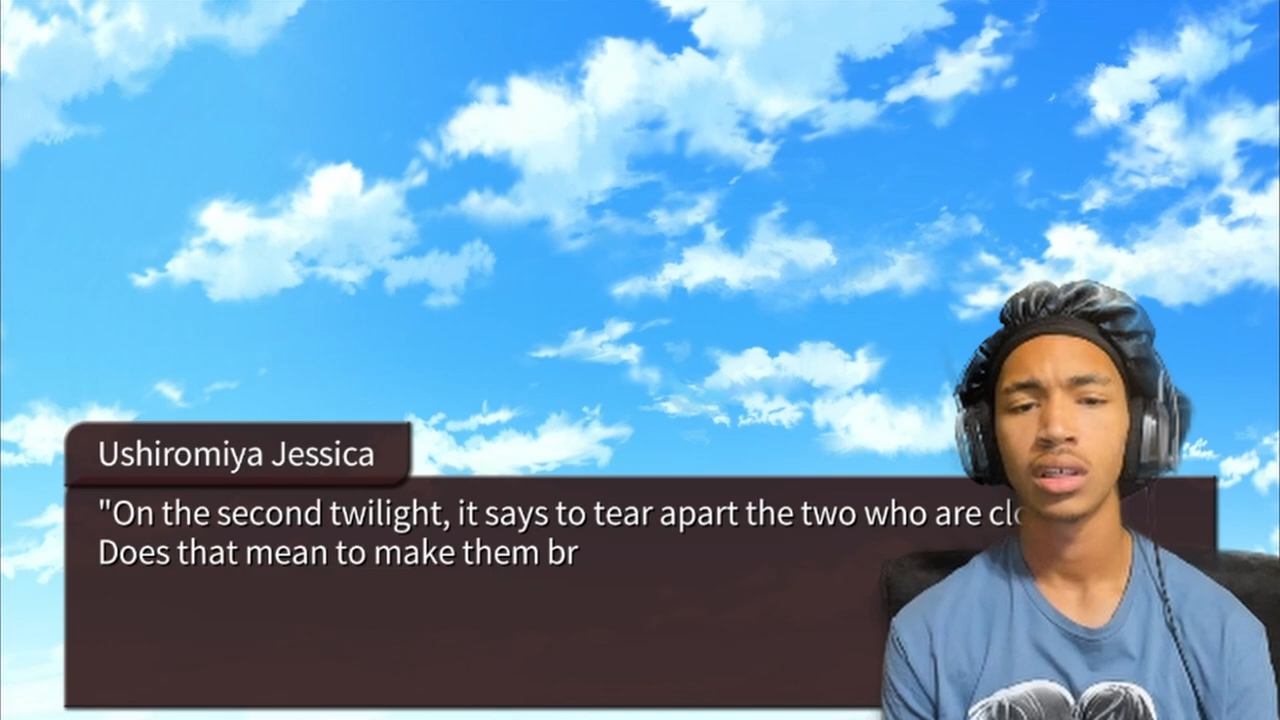 Ushiromiya Jessica
"On the second twilight, it says to tear apart the two who are
Does that mean to make them br